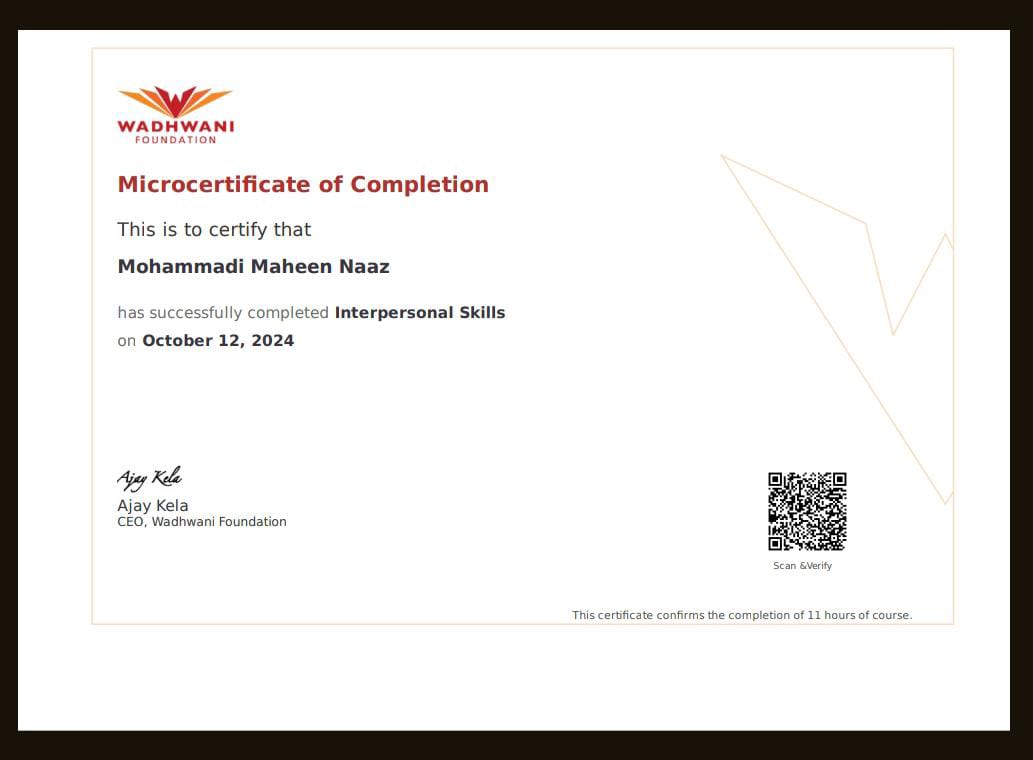 WADHWANI
FOUNDATION
Microcertificate of Completion
This is to certify that
Mohammadi Maheen Naaz
has successfully completed Interpersonal Skills
on October 12, 2024
Ajay Kela
Ajay Kela
CEO, Wadhwani Foundation
Scan &Verify
This certificate confirms the completion of 11 hours of course.